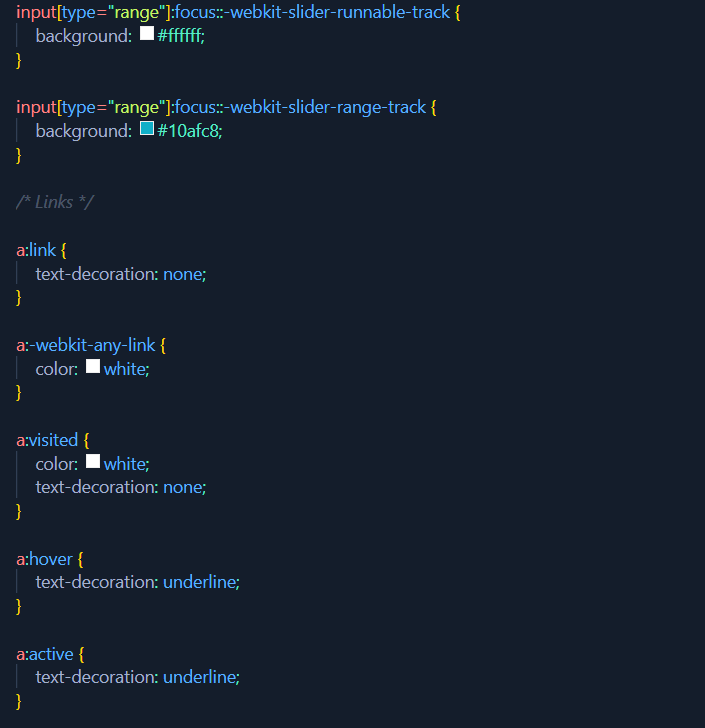 input[type="range"]:focus::-webkit-slider-runnable-track {
background: #ffffff;
}
input[type="range"]:focus::-webkit-slider-range-track {
background: #10afc8;
}
/* Links */
a:link {
text-decoration: none;
}
a:-webkit-any-link {
color: white;
}
a:visited {
color: white;
text-decoration: none;
}
a:hover {
text-decoration: underline;
}
a:active {
text-decoration: underline;
}